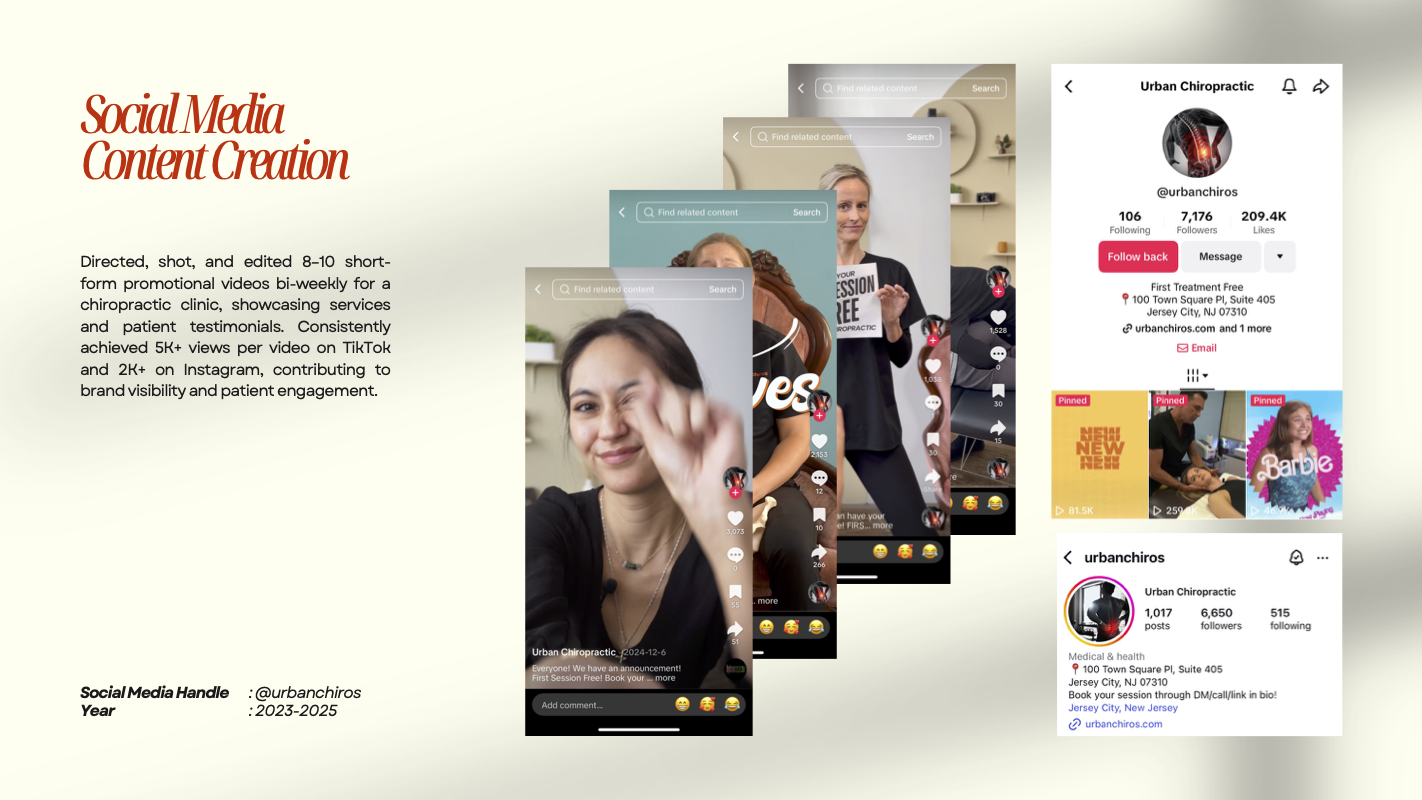 Social Media
Content Creation
Directed, shot, and edited 8–10 short-
form promotional videos bi-weekly for a
chiropractic clinic, showcasing services
and patient testimonials. Consistently
achieved 5K+ views per video on TikTok
and 2K+ on Instagram, contributing to
brand visibility and patient engagement.
Social Media Handle : @urbanchiros
Year : 2023-2025
Find related content Search
1,528
0
30
15
Find related content Search
YOUR
SESSION
FREE
CHIROPRACTIC
1,035
30
an have your
e! FIRS... more
Find related content Search
ves
2,153
12
10
266
... more
Find related content Search
3,073
0
55
51
Urban Chiropractic 2024-12-6
Everyone! We have an announcement!
First Session Free! Book your ... more
Add comment...
Urban Chiropractic
@urbanchiros
106 7,176 209.4K
Following Followers Likes
Follow back Message
First Treatment Free
100 Town Square Pl, Suite 405
Jersey City, NJ 07310
urbanchiros.com and 1 more
Email
Pinned Pinned Pinned
NEW
NEW
NEW
NEW
Barbie
81.5K
urbanchiros
Urban Chiropractic
1,017 6,650 515
posts followers following
Medical & health
100 Town Square Pl, Suite 405
Jersey City, NJ 07310
Book your session through DM/call/link in bio!
Jersey City, New Jersey
urbanchiros.com